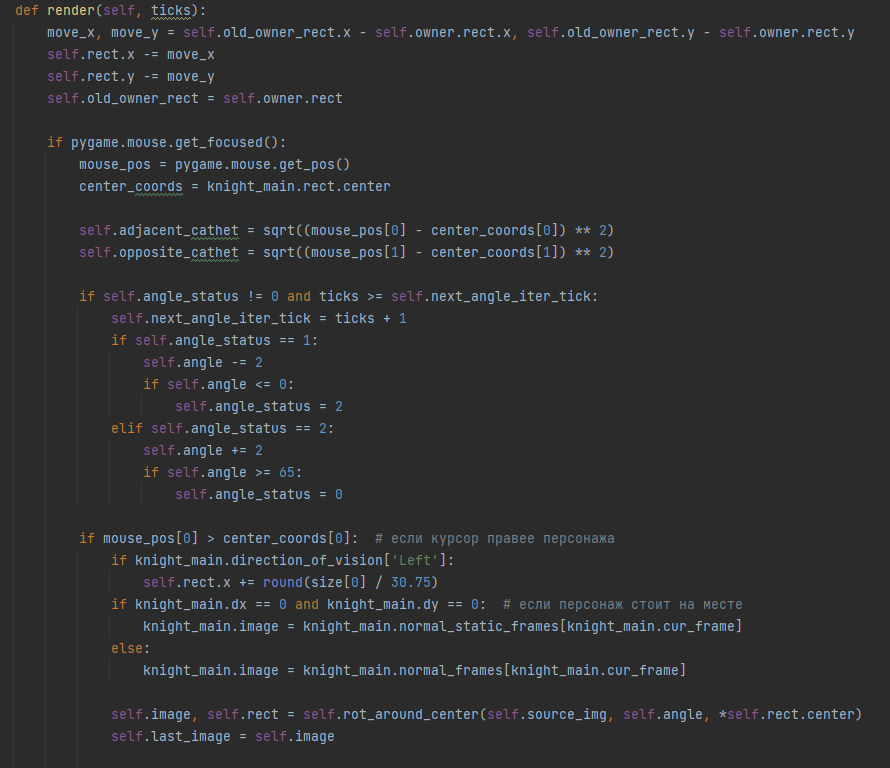 def render(self, ticks):
move_x, move_y = self.old_owner_rect.x - self.owner.rect.x, self.old_owner_rect.y - self.owner.rect.y
self.rect.x -= move_x
self.rect.y -= move_y
self.old_owner_rect = self.owner.rect
if pygame.mouse.get_focused():
mouse_pos = pygame.mouse.get_pos()
center_coords = knight_main.rect.center
self.adjacent_cathet = sqrt((mouse_pos[0] - center_coords[0]) ** 2)
self.opposite_cathet = sqrt((mouse_pos[1] - center_coords[1]) ** 2)
if self.angle_status != 0 and ticks >= self.next_angle_iter_tick:
self.next_angle_iter_tick = ticks + 1
if self.angle_status == 1:
self.angle -= 2
if self.angle <= 0:
self.angle_status = 2
elif self.angle_status == 2:
self.angle += 2
if self.angle >= 65:
self.angle_status = 0
if mouse_pos[0] > center_coords[0]:  # если курсор правее персонажа
if knight_main.direction_of_vision['Left']:
self.rect.x += round(size[0] / 30.75)
if knight_main.dx == 0 and knight_main.dy == 0:  # если персонаж стоит на месте
knight_main.image = knight_main.normal_static_frames[knight_main.cur_frame]
else:
knight_main.image = knight_main.normal_frames[knight_main.cur_frame]
self.image, self.rect = self.rot_around_center(self.source_img, self.angle, *self.rect.center)
self.last_image = self.image